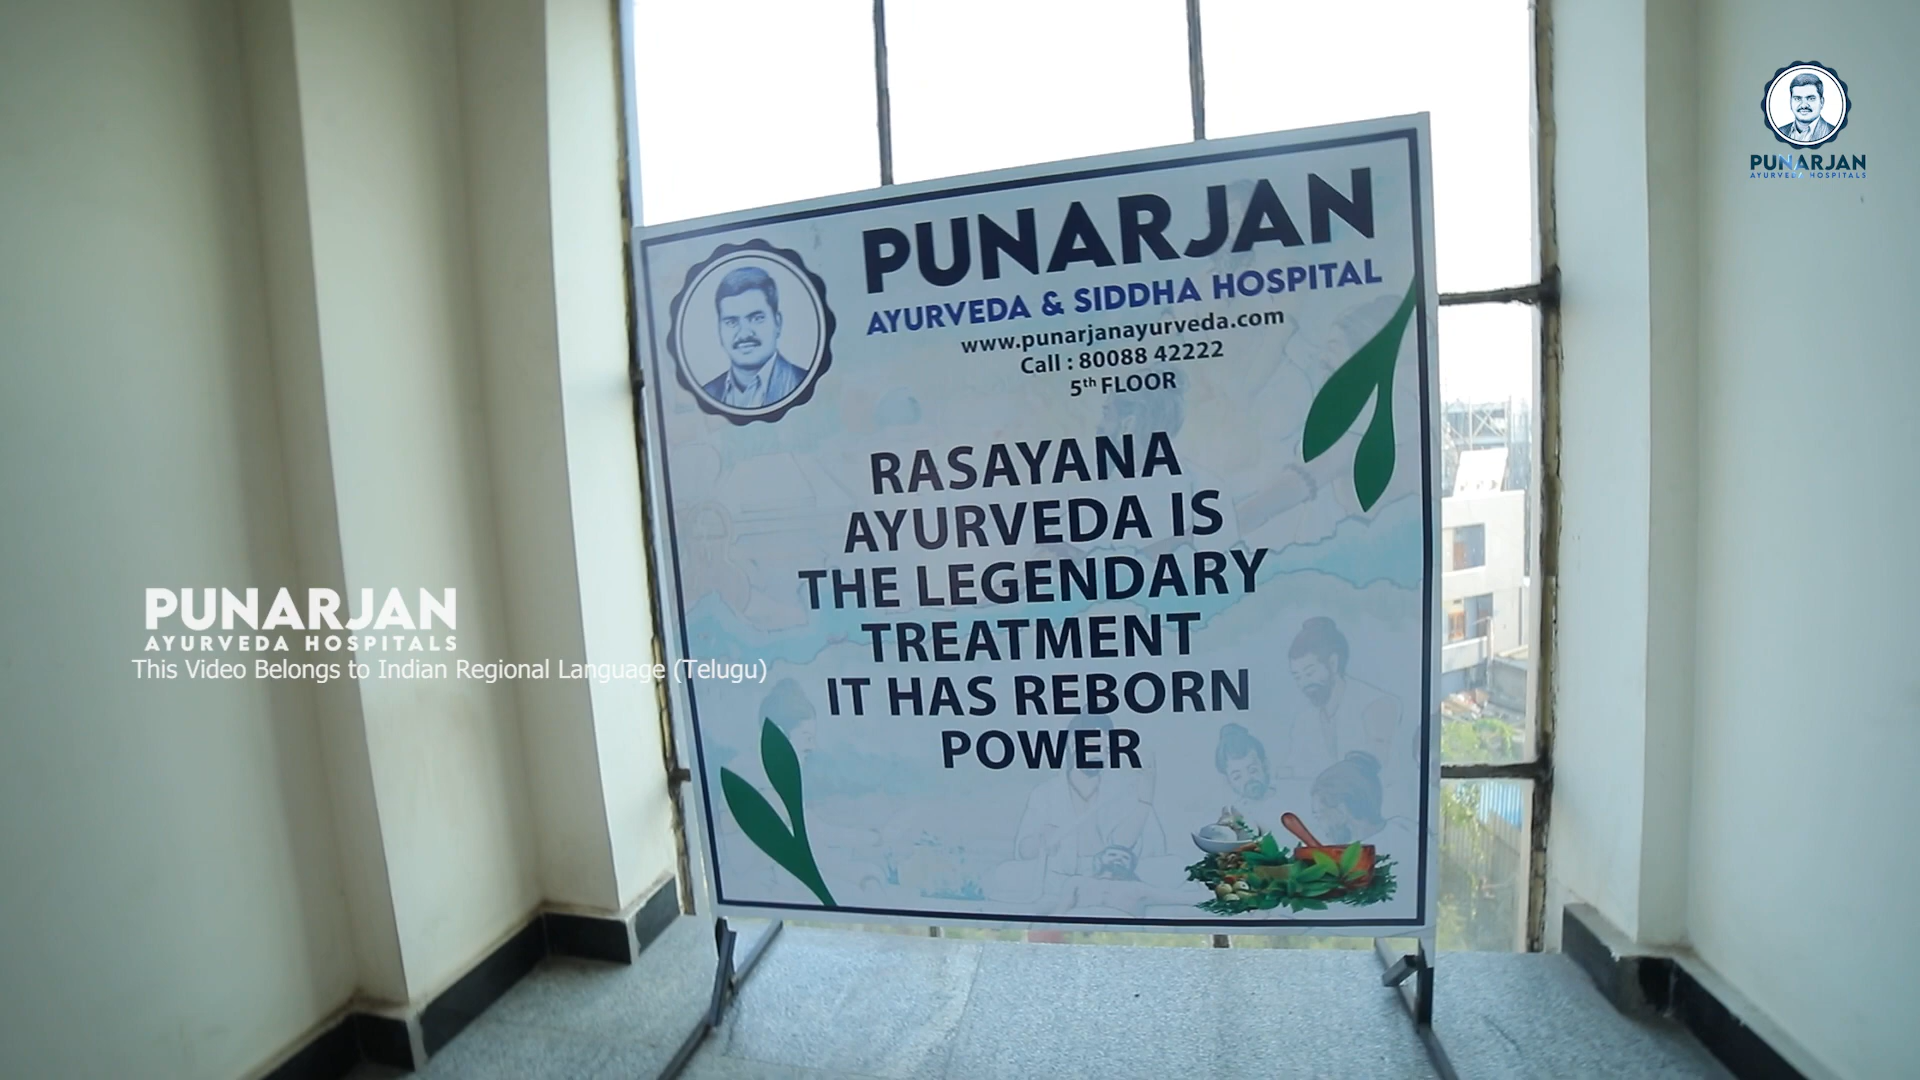 PUNARJAN
AYURVEDA HOSPITALS
PUNARJAN
AYURVEDA & SIDDHA HOSPITAL
www.punarjanayurveda.com
Call : 80088 42222
5th FLOOR
RASAYANA
AYURVEDA IS
THE LEGENDARY
TREATMENT
IT HAS REBORN
POWER
PUNARJAN
AYURVEDA HOSPITALS
This Video Belongs to Indian Regional Language (Telugu)